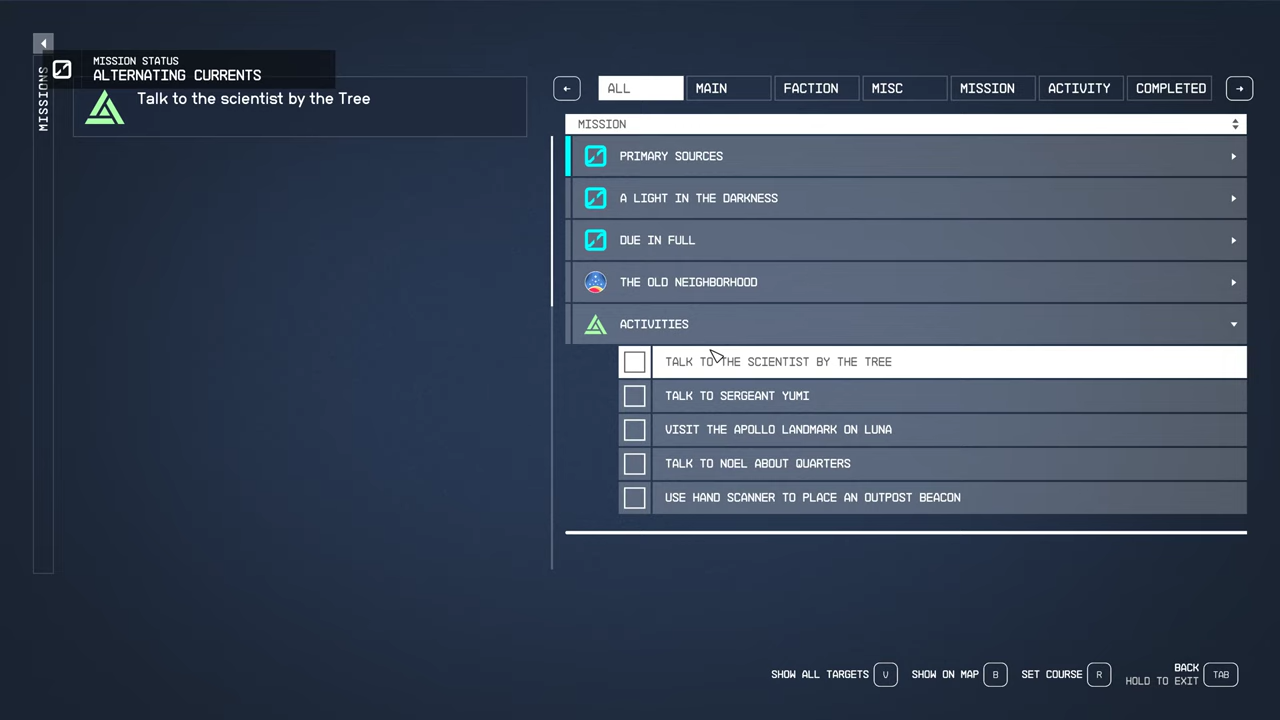 MISSION STATUS
ALTERNATING CURRENTS
Talk to the scientist by the Tree
MISSIONS
ALL MAIN FACTION MISC MISSION ACTIVITY COMPLETED
MISSION
PRIMARY SOURCES
A LIGHT IN THE DARKNESS
DUE IN FULL
THE OLD NEIGHBORHOOD
ACTIVITIES
TALK TO THE SCIENTIST BY THE TREE
TALK TO SERGEANT YUMI
VISIT THE APOLLO LANDMARK ON LUNA
TALK TO NOEL ABOUT QUARTERS
USE HAND SCANNER TO PLACE AN OUTPOST BEACON
SHOW ALL TARGETS V SHOW ON MAP B SET COURSE R BACK
HOLD TO EXIT TAB